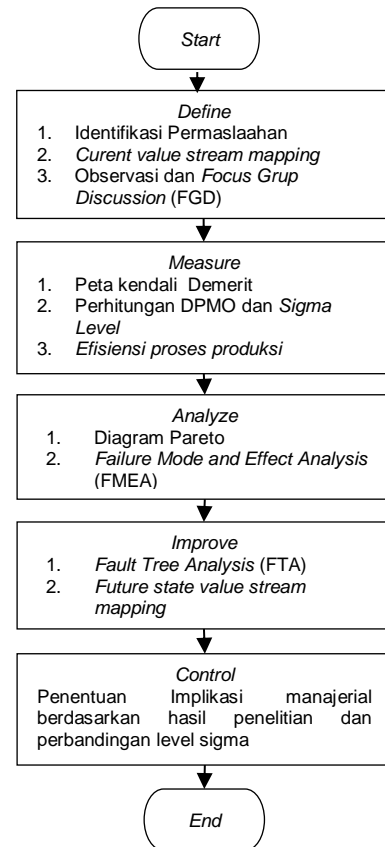 Start
Define
1. Identifikasi Permaslaahan
2. Curent value stream mapping
3. Observasi dan Focus Grup
Discussion (FGD)
Measure
1. Peta kendali Demerit
2. Perhitungan DPMO dan Sigma
Level
3. Efisiensi proses produksi
Analyze
1. Diagram Pareto
2. Failure Mode and Effect Analysis
(FMEA)
Improve
1. Fault Tree Analysis (FTA)
2. Future state value stream
mapping
Control
Penentuan Implikasi manajerial
berdasarkan hasil penelitian dan
perbandingan level sigma
End